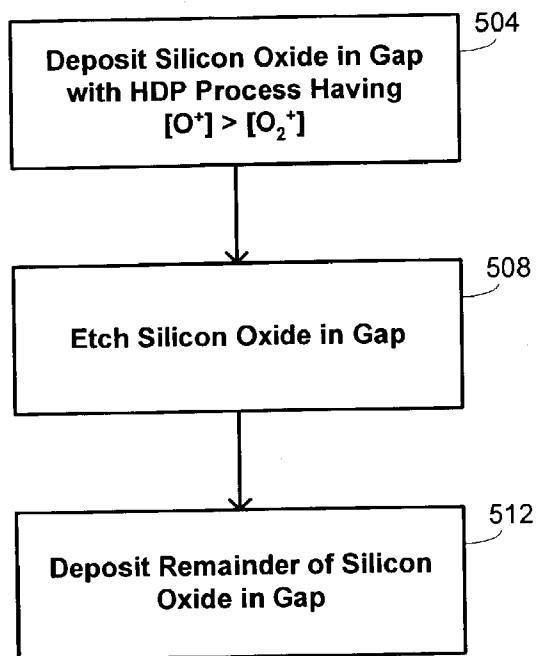 504
Deposit Silicon Oxide in Gap
with HDP Process Having
[O⁺] > [O₂⁺]
508
Etch Silicon Oxide in Gap
512
Deposit Remainder of Silicon
Oxide in Gap